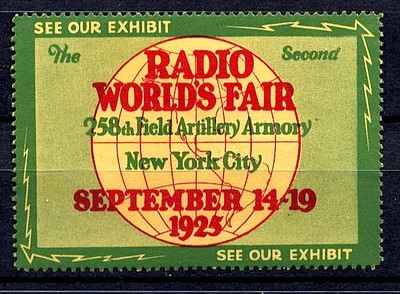 SEE OUR EXHIBIT
The Second
RADIO
WORLD'S FAIR
258th Field Artillery Armory
New York City
SEPTEMBER 14-19
1925
SEE OUR EXHIBIT